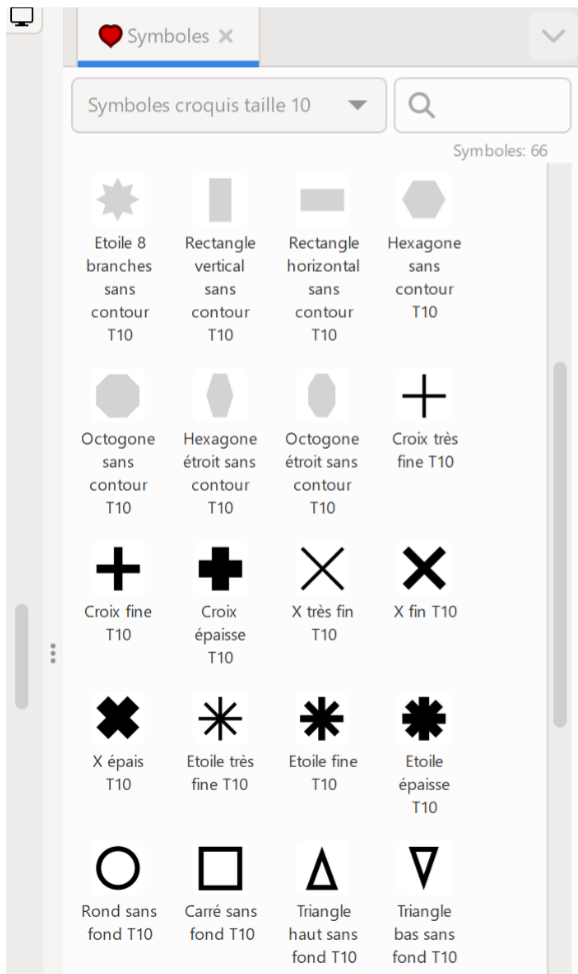 Symboles
Symboles croquis taille 10
Symboles: 66
Etoile 8
branches
sans
contour
T10
Rectangle
vertical
sans
contour
T10
Rectangle
horizontal
sans
contour
T10
Hexagone
sans
contour
T10
Octogone
sans
contour
T10
Hexagone
étroit sans
contour
T10
Octogone
étroit sans
contour
T10
Croix très
fine T10
Croix fine
T10
Croix
épaisse
T10
X très fin
T10
X fin T10
X épais
T10
Etoile très
fine T10
Etoile fine
T10
Etoile
épaisse
T10
Rond sans
fond T10
Carré sans
fond T10
Triangle
haut sans
fond T10
Triangle
bas sans
fond T10